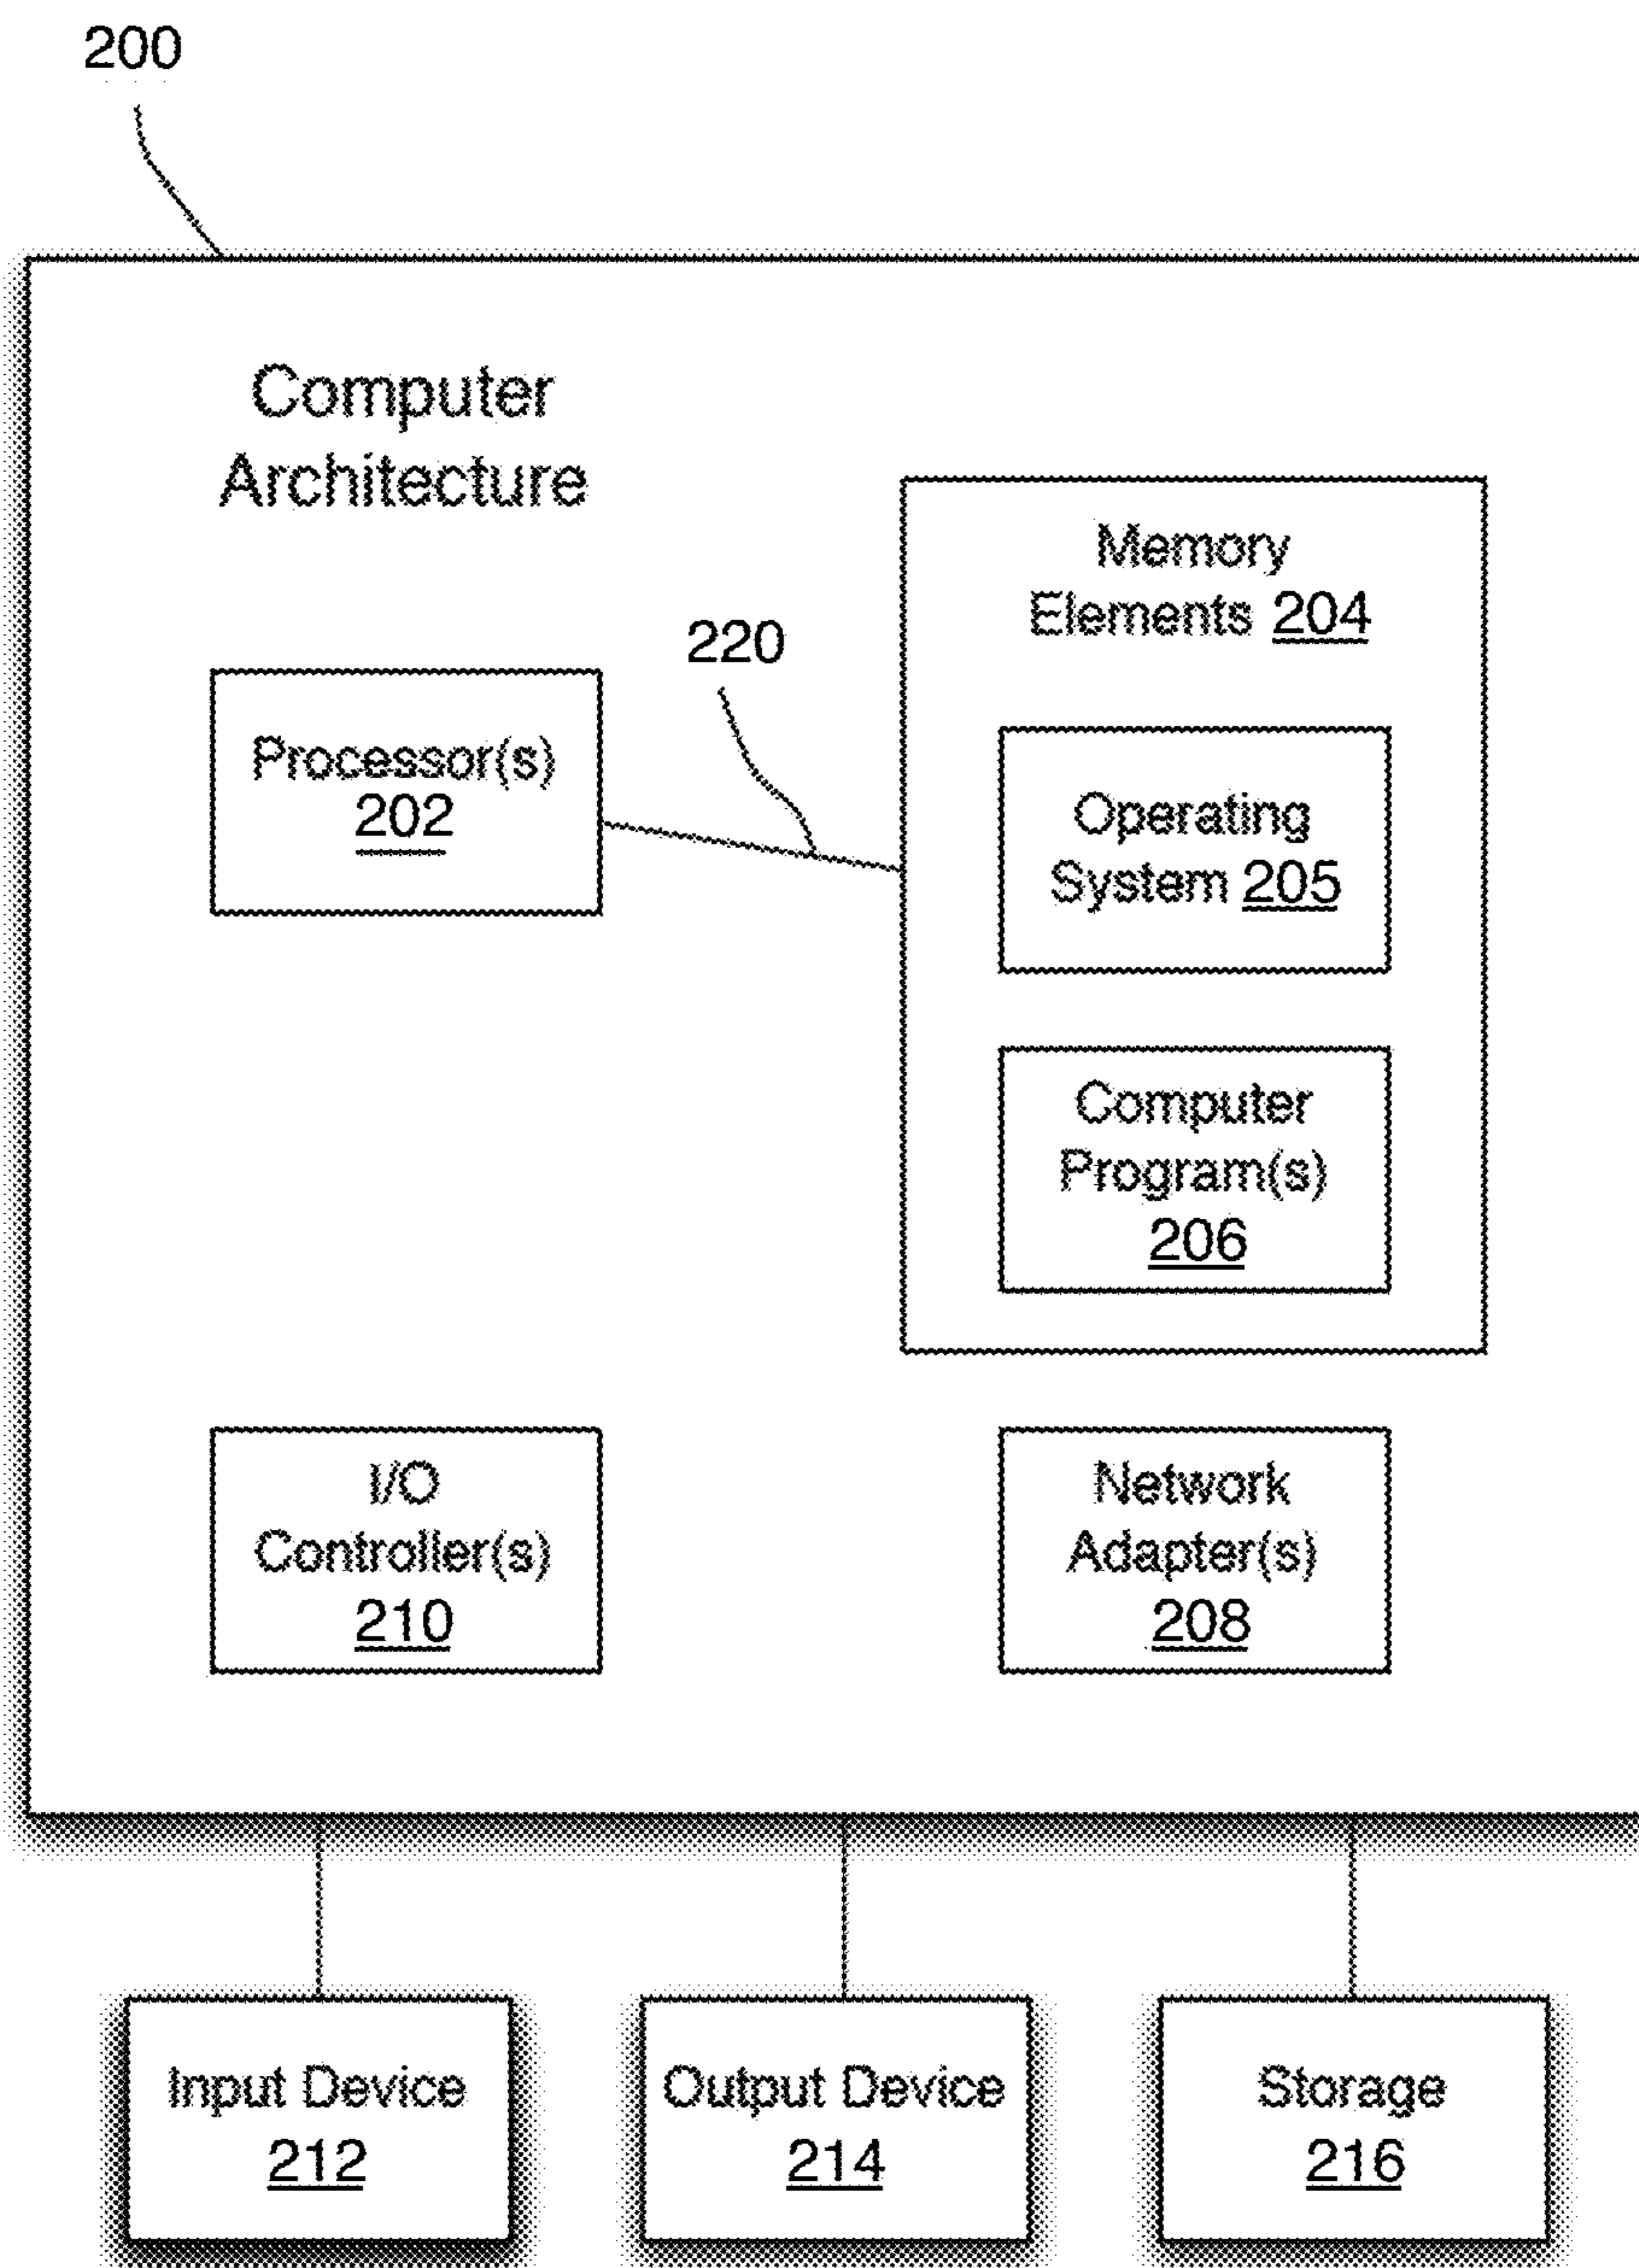 200
Computer
Architecture
Memory
Elements 204
220
Processor(s)
202
Operating
System 205
Computer
Program(s)
206
I/O
Controller(s)
210
Network
Adapter(s)
208
Input Device
212
Output Device
214
Storage
216